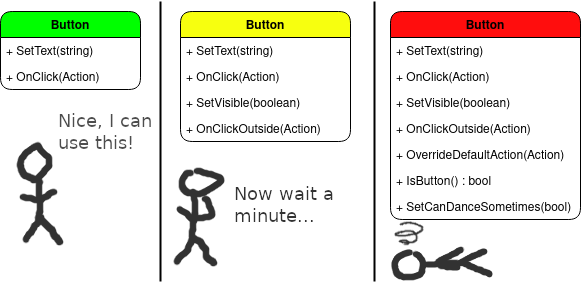 Button
+ SetText(string)
+ OnClick(Action)
Nice, I can
use this!
Button
+ SetText(string)
+ OnClick(Action)
+ SetVisible(boolean)
+ OnClickOutside(Action)
Now wait a
minute...
Button
+ SetText(string)
+ OnClick(Action)
+ SetVisible(boolean)
+ OnClickOutside(Action)
+ OverrideDefaultAction(Action)
+ IsButton() : bool
+ SetCanDanceSometimes(bool)